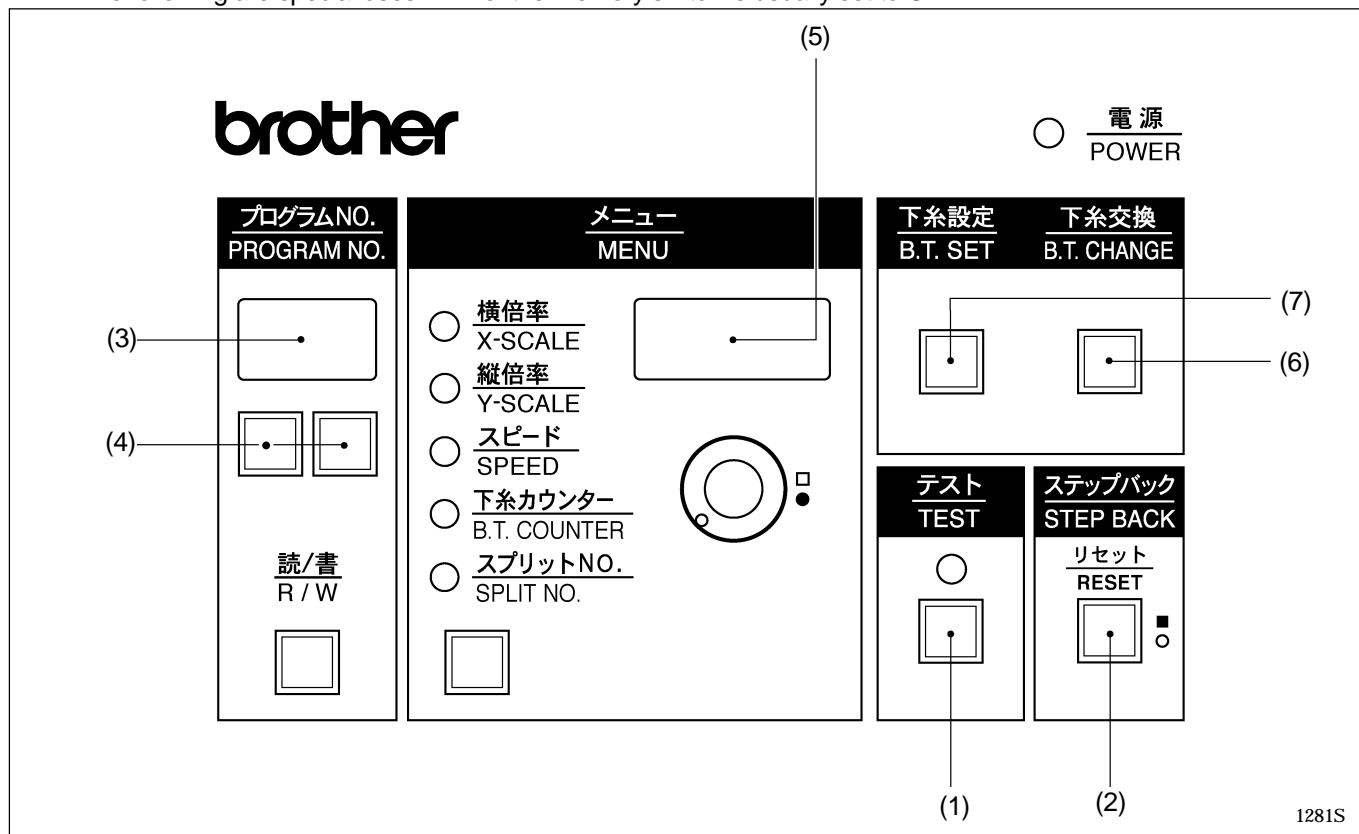 (5)
brother
電源
POWER
プログラムNO.
PROGRAM NO.
メニュー
MENU
下糸設定
B.T. SET
下糸交換
B.T. CHANGE
(3)
(4)
読/書
R / W
横倍率
X-SCALE
縦倍率
Y-SCALE
スピード
SPEED
下糸カウンター
B.T. COUNTER
スプリットNO.
SPLIT NO.
(7)
(6)
テスト
TEST
ステップバック
STEP BACK
リセット
RESET
(1)
(2)
1281S